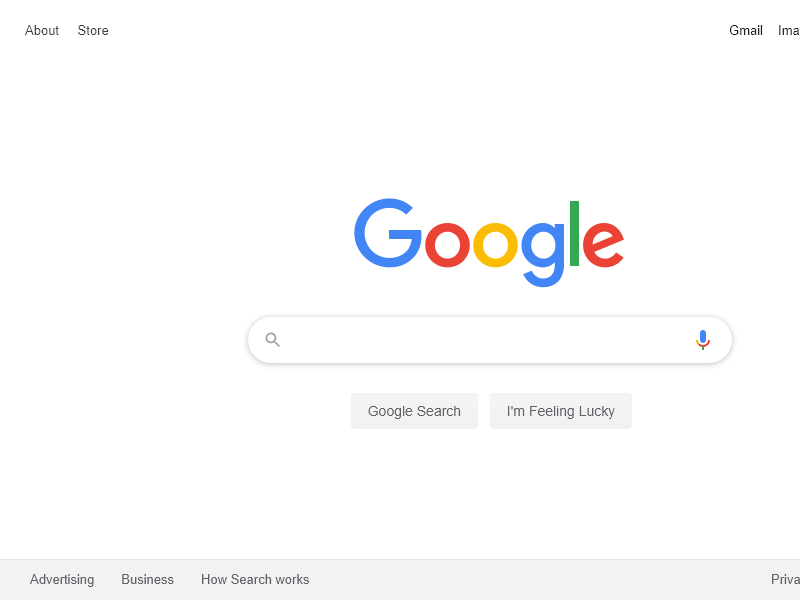 About Store Gmail Ima
Google
Google Search I'm Feeling Lucky
Advertising Business How Search works Priva